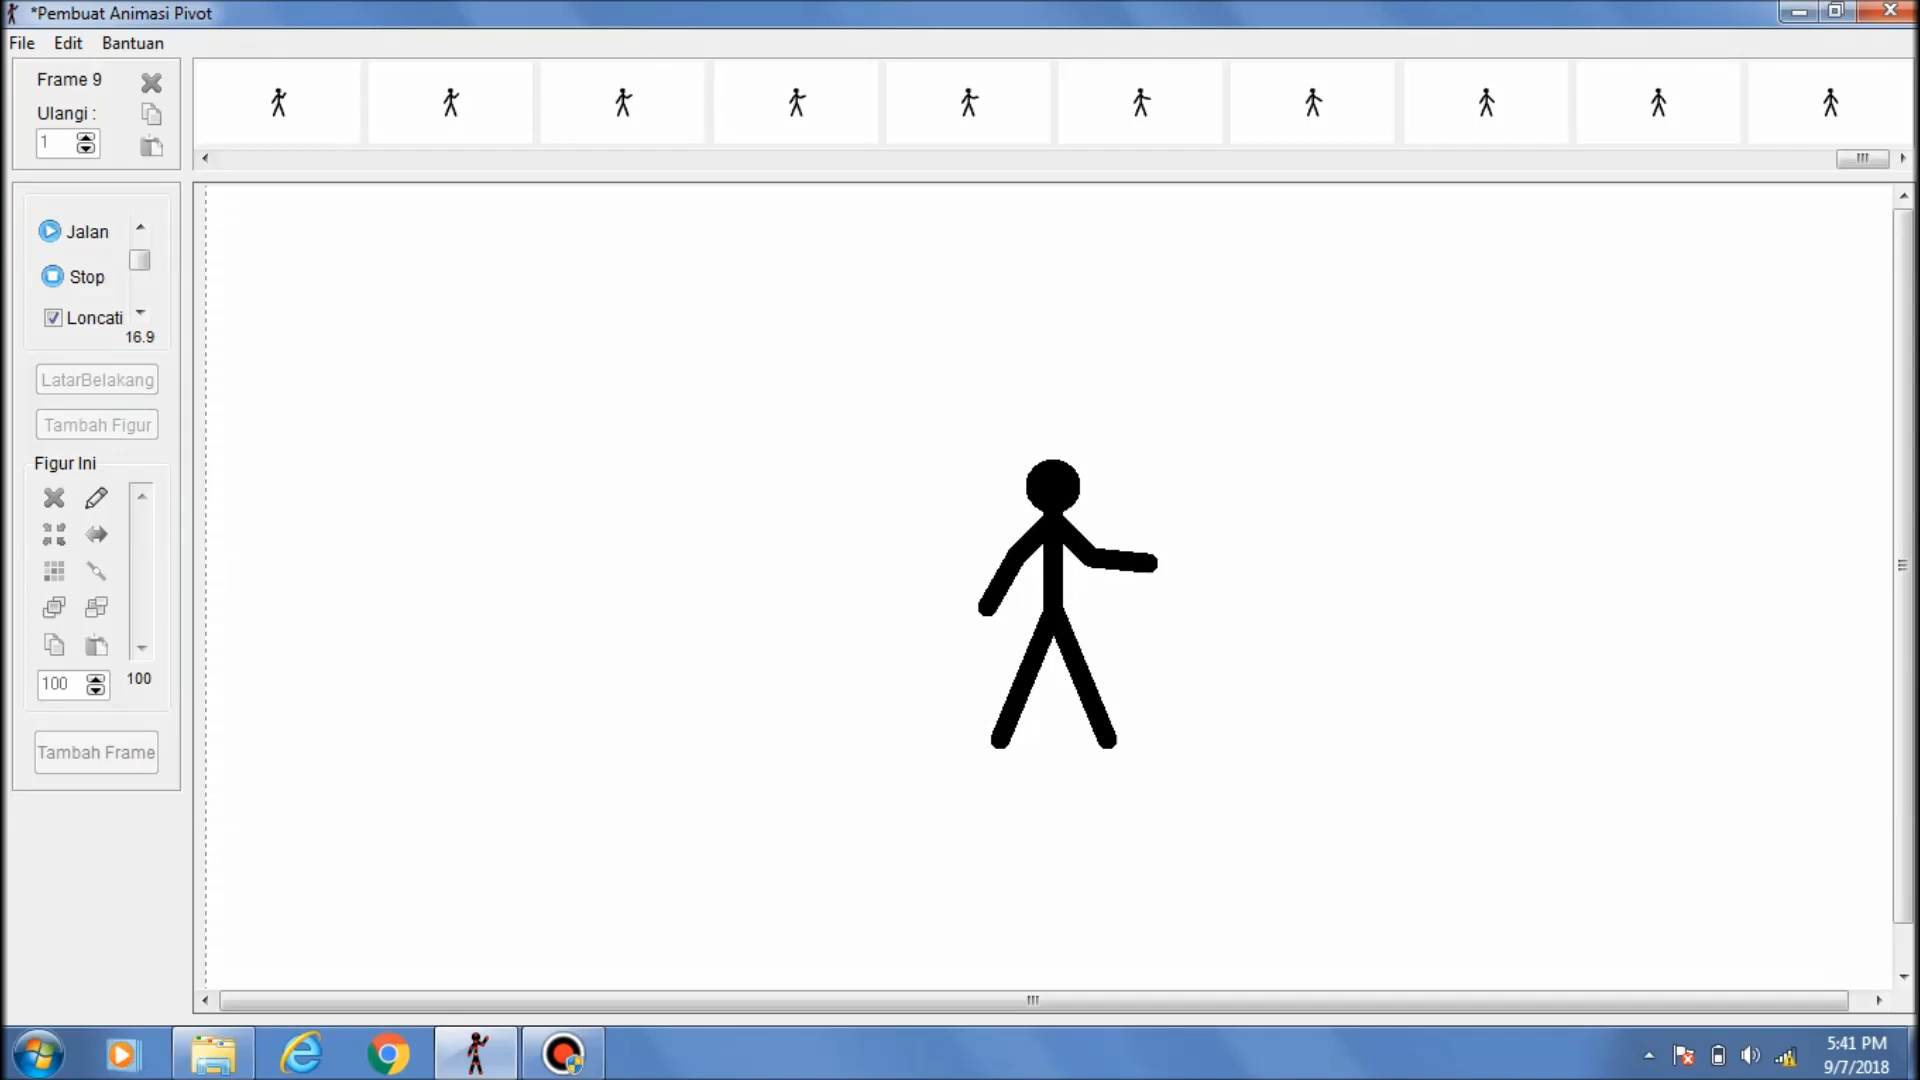 *Pembuat Animasi Pivot
File Edit Bantuan
Frame 9
Ulangi :
1
Jalan
Stop
Loncati
16.9
LatarBelakang
Tambah Figur
Figur Ini
100
100
Tambah Frame
5:41 PM
9/7/2018